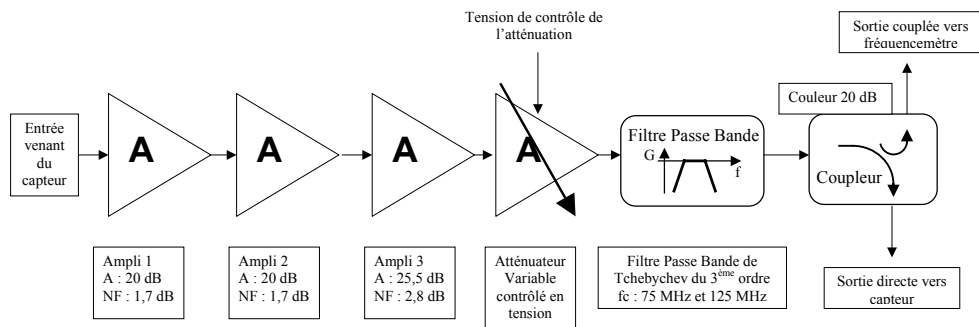 Tension de contrôle de
l'atténuation
Sortie couplée vers
fréquencemètre
Couleur 20 dB
Entrée
venant
du
capteur
A
A
A
A
Filtre Passe Bande
G
f
Coupleur
Ampli 1
A : 20 dB
NF : 1,7 dB
Ampli 2
A : 20 dB
NF : 1,7 dB
Ampli 3
A : 25,5 dB
NF : 2,8 dB
Atténuateur
Variable
contrôlé en
tension
Filtre Passe Bande de
Tchebychev du 3ème ordre
fc : 75 MHz et 125 MHz
Sortie directe vers
capteur